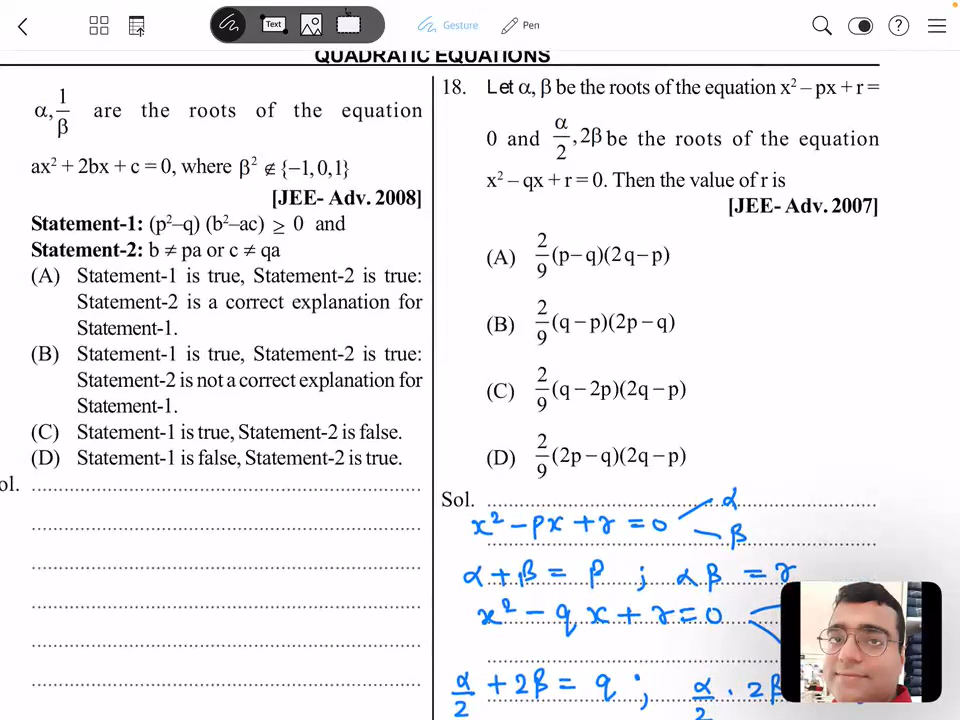 Text Gesture Pen
QUADRATIC EQUATIONS
α, 1/β are the roots of the equation
ax² + 2bx + c = 0, where β² ∉ {−1, 0, 1}
[JEE- Adv. 2008]
Statement-1: (p²–q) (b²–ac) ≥ 0 and
Statement-2: b ≠ pa or c ≠ qa
(A) Statement-1 is true, Statement-2 is true:
Statement-2 is a correct explanation for
Statement-1.
(B) Statement-1 is true, Statement-2 is true:
Statement-2 is not a correct explanation for
Statement-1.
(C) Statement-1 is true, Statement-2 is false.
(D) Statement-1 is false, Statement-2 is true.
ol.
18. Let α, β be the roots of the equation x² – px + r =
0 and α/2, 2β be the roots of the equation
x² – qx + r = 0. Then the value of r is
[JEE- Adv. 2007]
(A) 2/9 (p − q)(2q − p)
(B) 2/9 (q − p)(2p − q)
(C) 2/9 (q − 2p)(2q − p)
(D) 2/9 (2p − q)(2q − p)
Sol.
x² − px + r = 0 α β
α + β = p ; αβ = r
x² − qx + r = 0
α/2 + 2β = q ; α/2 · 2β